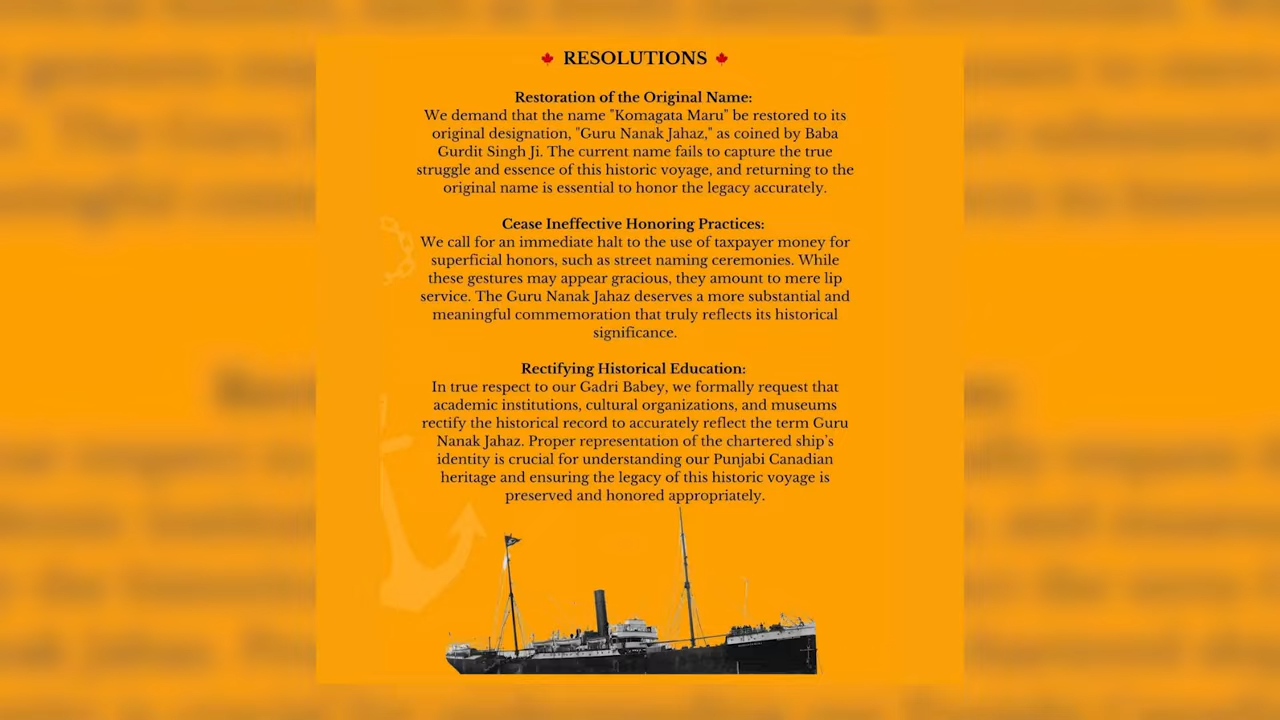 RESOLUTIONS
Restoration of the Original Name:
We demand that the name "Komagata Maru" be restored to its
original designation, "Guru Nanak Jahaz," as coined by Baba
Gurdit Singh Ji. The current name fails to capture the true
struggle and essence of this historic voyage, and returning to the
original name is essential to honor the legacy accurately.
Cease Ineffective Honoring Practices:
We call for an immediate halt to the use of taxpayer money for
superficial honors, such as street naming ceremonies. While
these gestures may appear gracious, they amount to mere lip
service. The Guru Nanak Jahaz deserves a more substantial and
meaningful commemoration that truly reflects its historical
significance.
Rectifying Historical Education:
In true respect to our Gadri Babey, we formally request that
academic institutions, cultural organizations, and museums
rectify the historical record to accurately reflect the term Guru
Nanak Jahaz. Proper representation of the chartered ship's
identity is crucial for understanding our Punjabi Canadian
heritage and ensuring the legacy of this historic voyage is
preserved and honored appropriately.